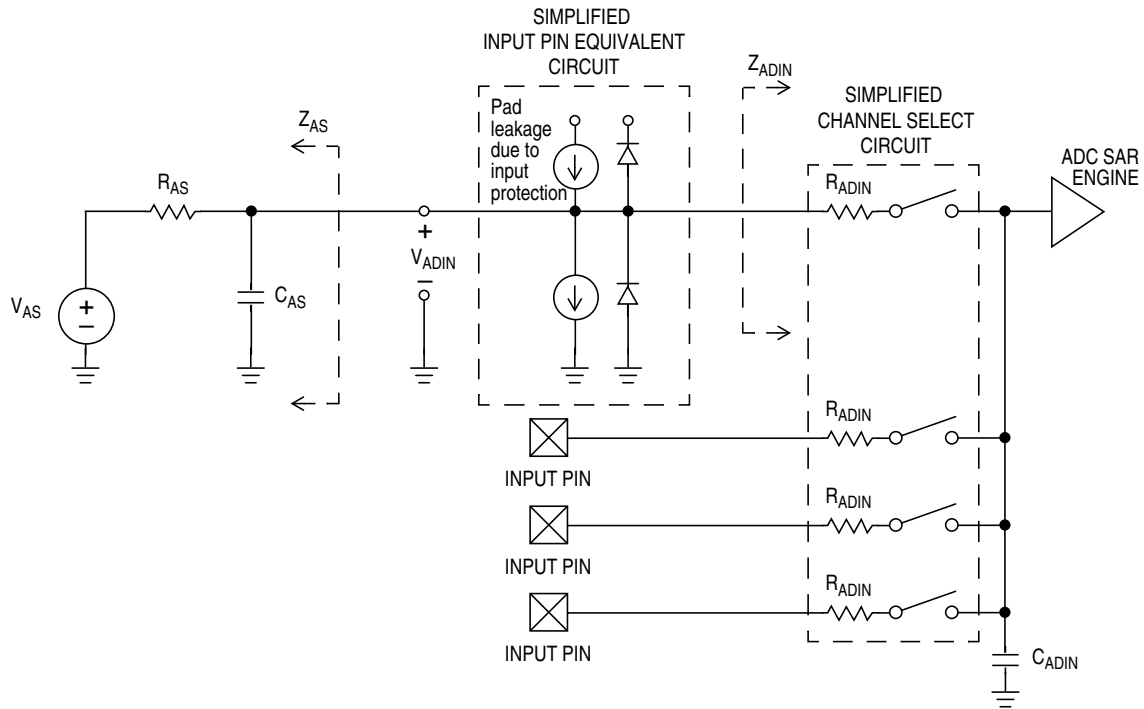 SIMPLIFIED
INPUT PIN EQUIVALENT
CIRCUIT
Pad
leakage
due to
input
protection
Z_ADIN
SIMPLIFIED
CHANNEL SELECT
CIRCUIT
ADC SAR
ENGINE
Z_AS
R_AS
R_ADIN
+
V_ADIN
−
V_AS
+
−
C_AS
R_ADIN
INPUT PIN
R_ADIN
INPUT PIN
R_ADIN
INPUT PIN
C_ADIN